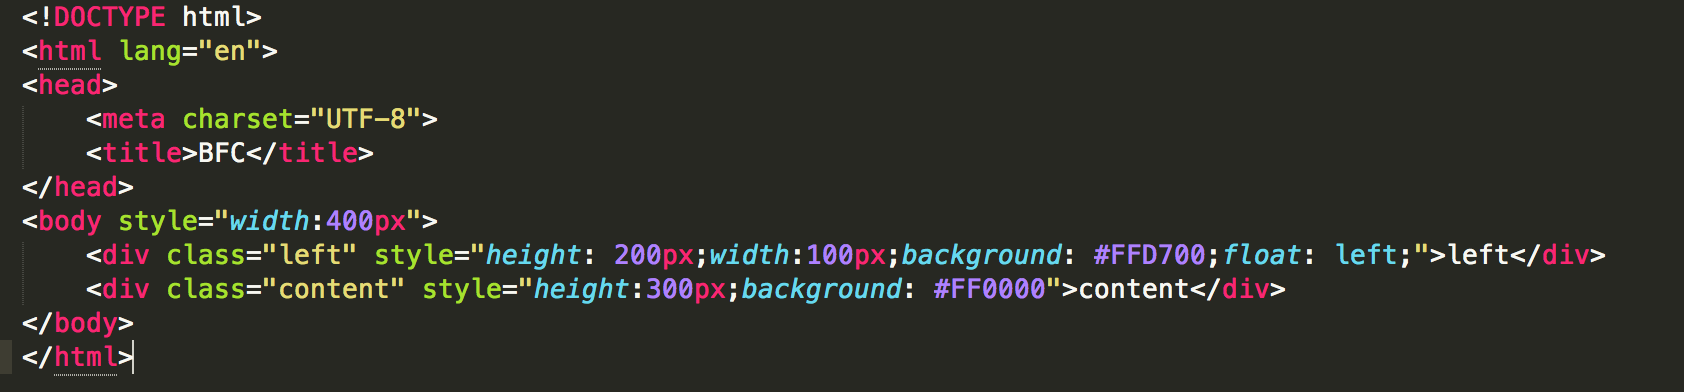 <!DOCTYPE html>
<html lang="en">
<head>
    <meta charset="UTF-8">
    <title>BFC</title>
</head>
<body style="width:400px">
    <div class="left" style="height: 200px;width:100px;background: #FFD700;float: left;">left</div>
    <div class="content" style="height:300px;background: #FF0000">content</div>
</body>
</html>